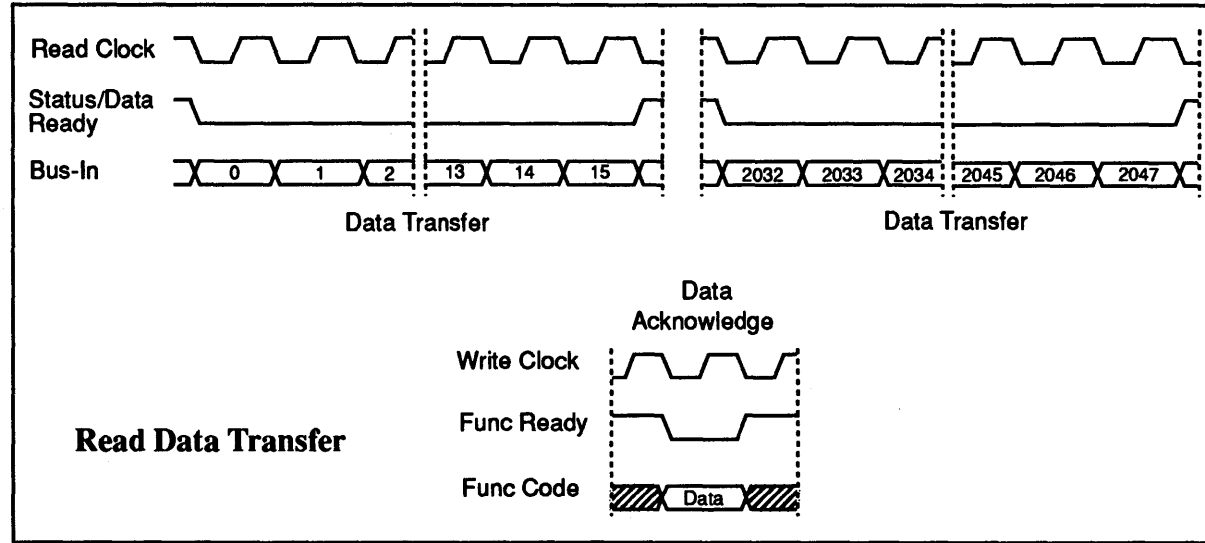 Read Clock
Status/Data
Ready
Bus-In
0 1 2 13 14 15 2032 2033 2034 2045 2046 2047
Data Transfer Data Transfer
Data
Acknowledge
Write Clock
Func Ready
Read Data Transfer
Func Code
Data